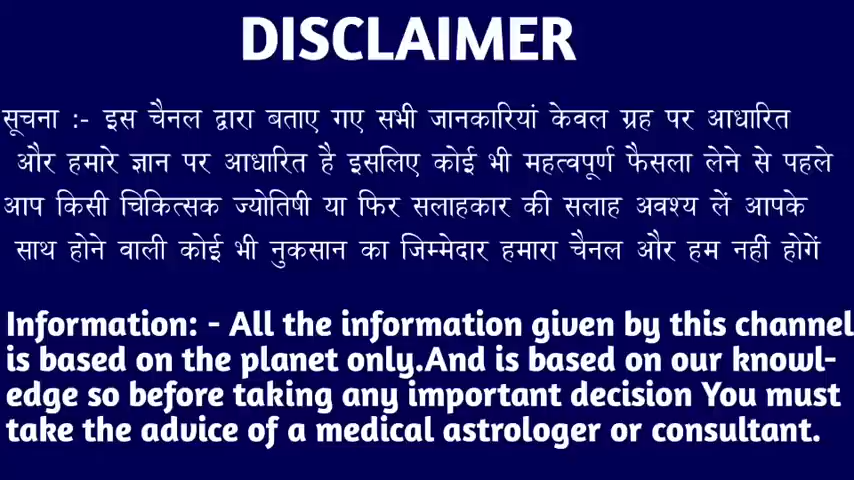 DISCLAIMER
सूचना :- इस चैनल द्वारा बताए गए सभी जानकारियां केवल ग्रह पर आधारित
और हमारे ज्ञान पर आधारित है इसलिए कोई भी महत्वपूर्ण फैसला लेने से पहले
आप किसी चिकित्सक ज्योतिषी या फिर सलाहकार की सलाह अवश्य लें आपके
साथ होने वाली कोई भी नुकसान का जिम्मेदार हमारा चैनल और हम नहीं होगें
Information: - All the information given by this channel
is based on the planet only.And is based on our knowl-
edge so before taking any important decision You must
take the advice of a medical astrologer or consultant.